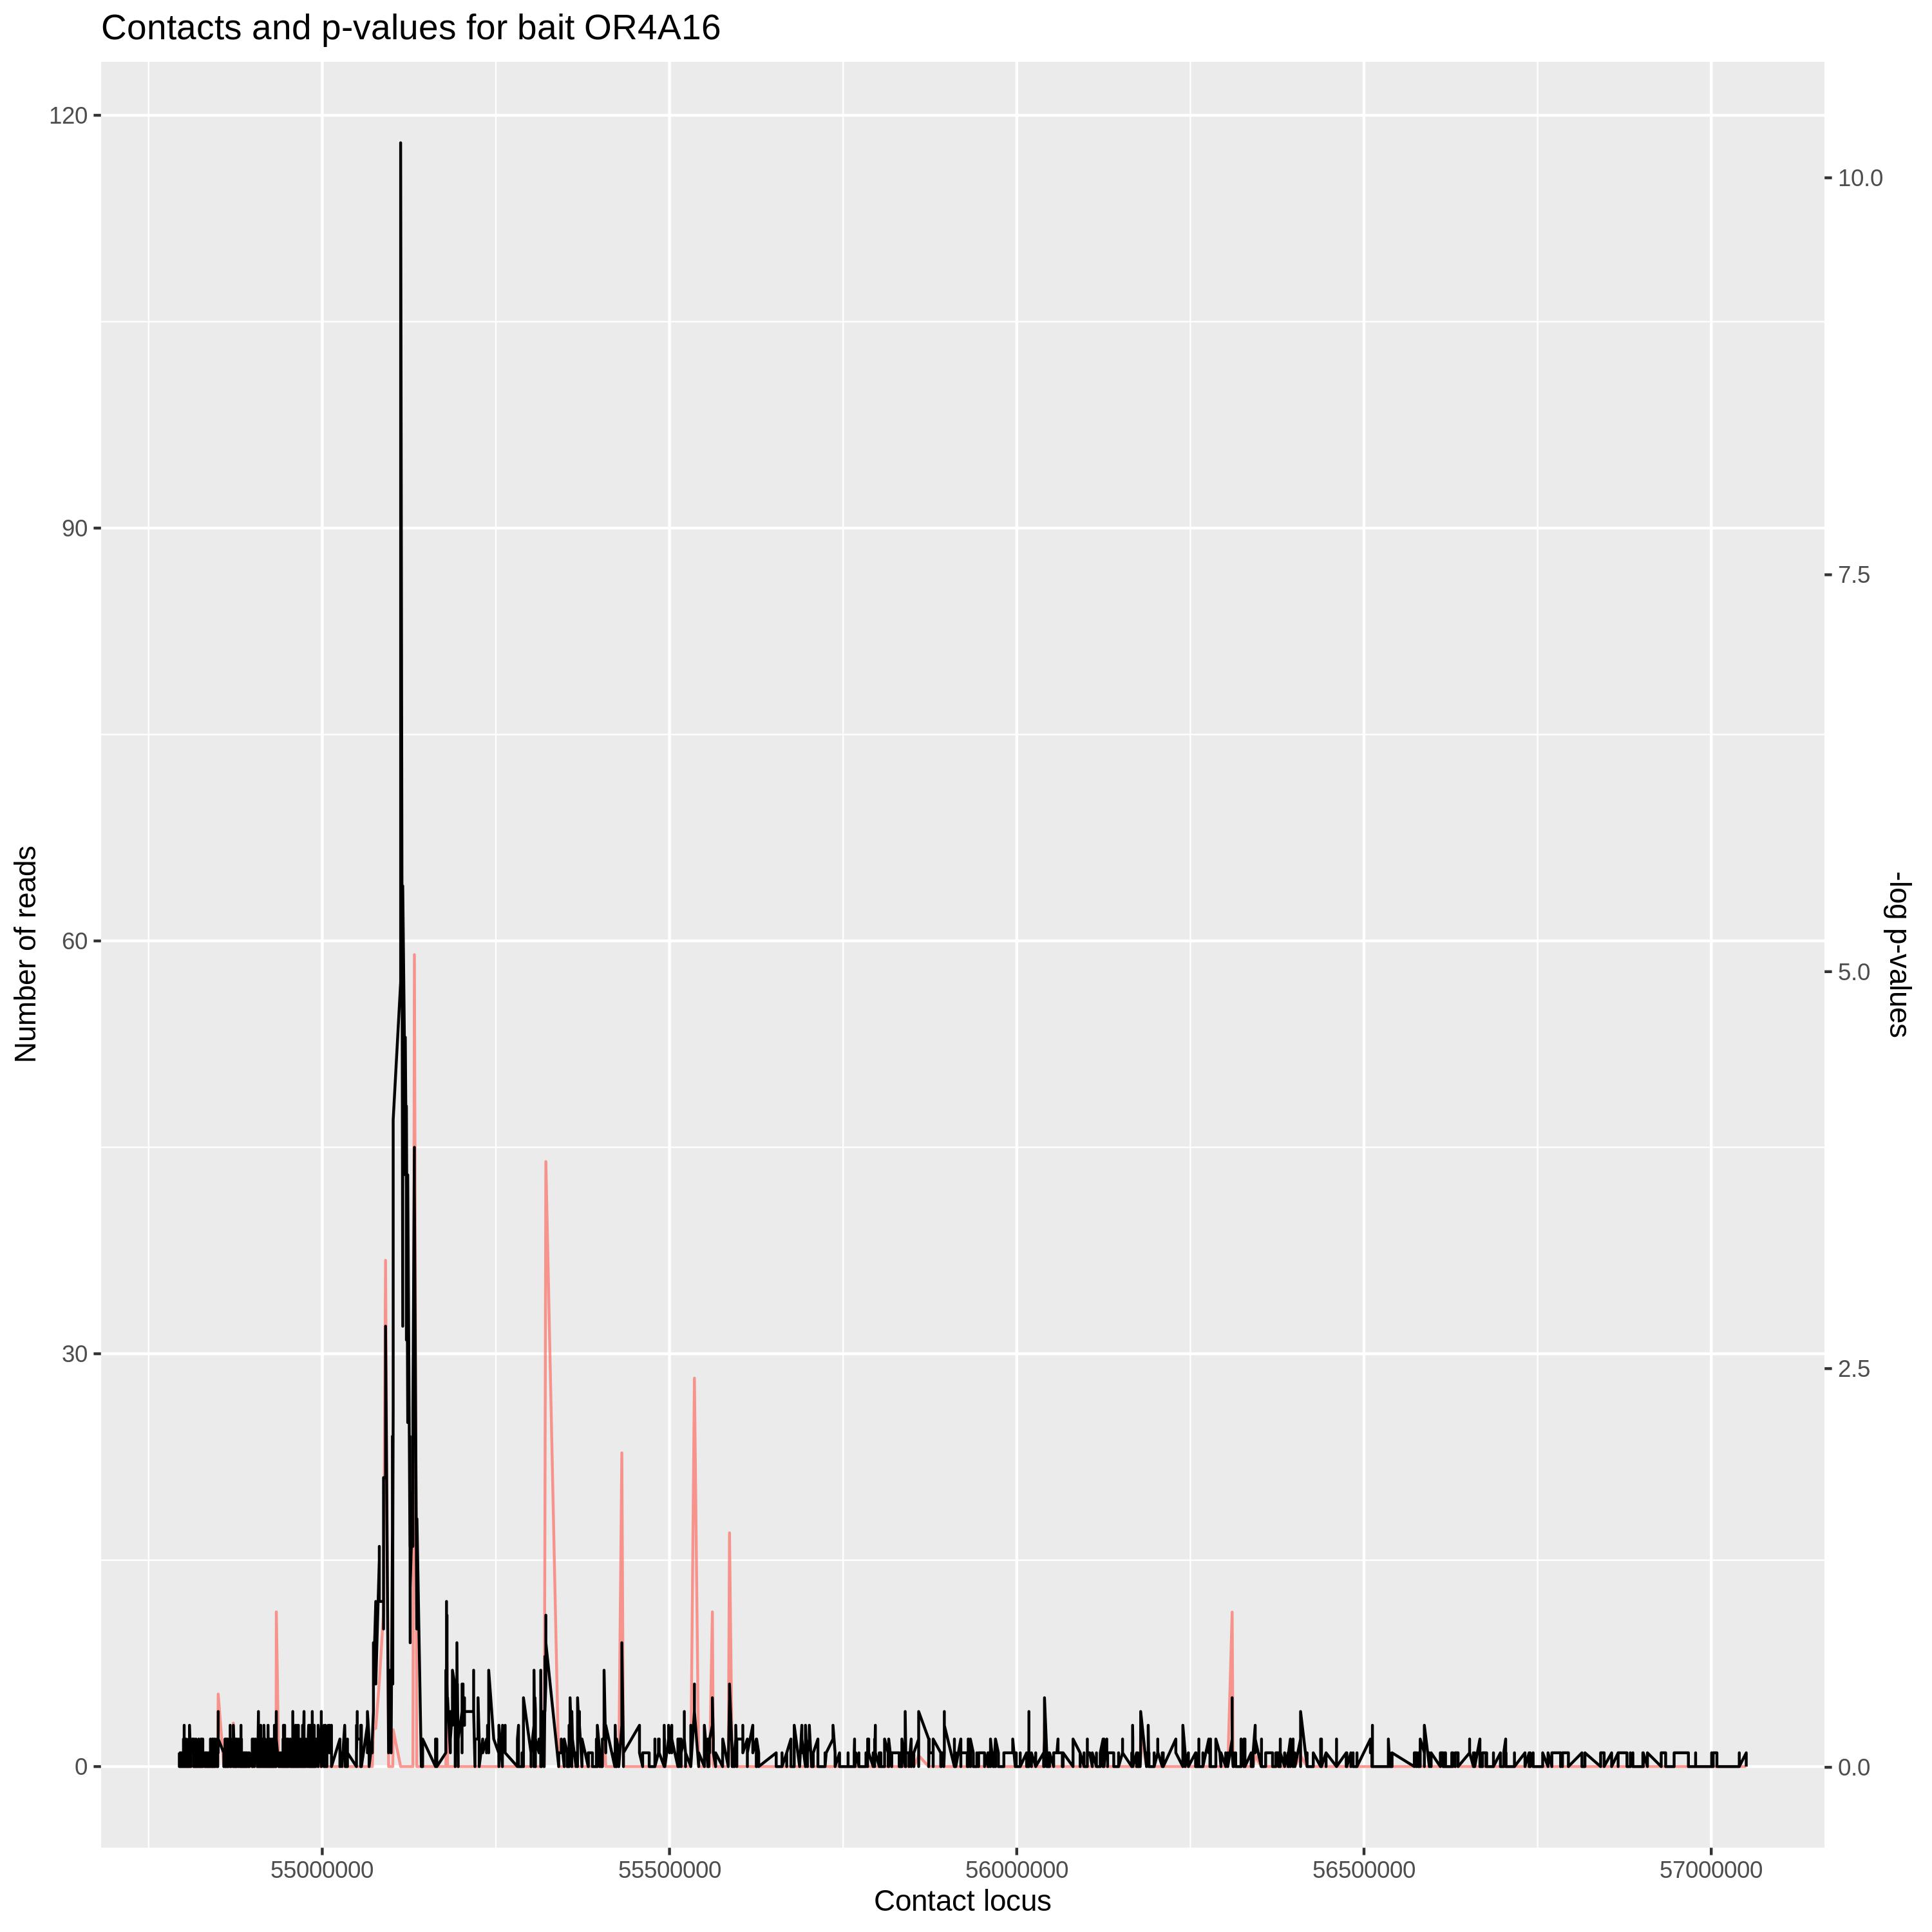 Contacts and p-values for bait OR4A16
120
90
60
30
0
Number of reads
10.0
7.5
5.0
2.5
0.0
-log p-values
55000000 55500000 56000000 56500000 57000000
Contact locus